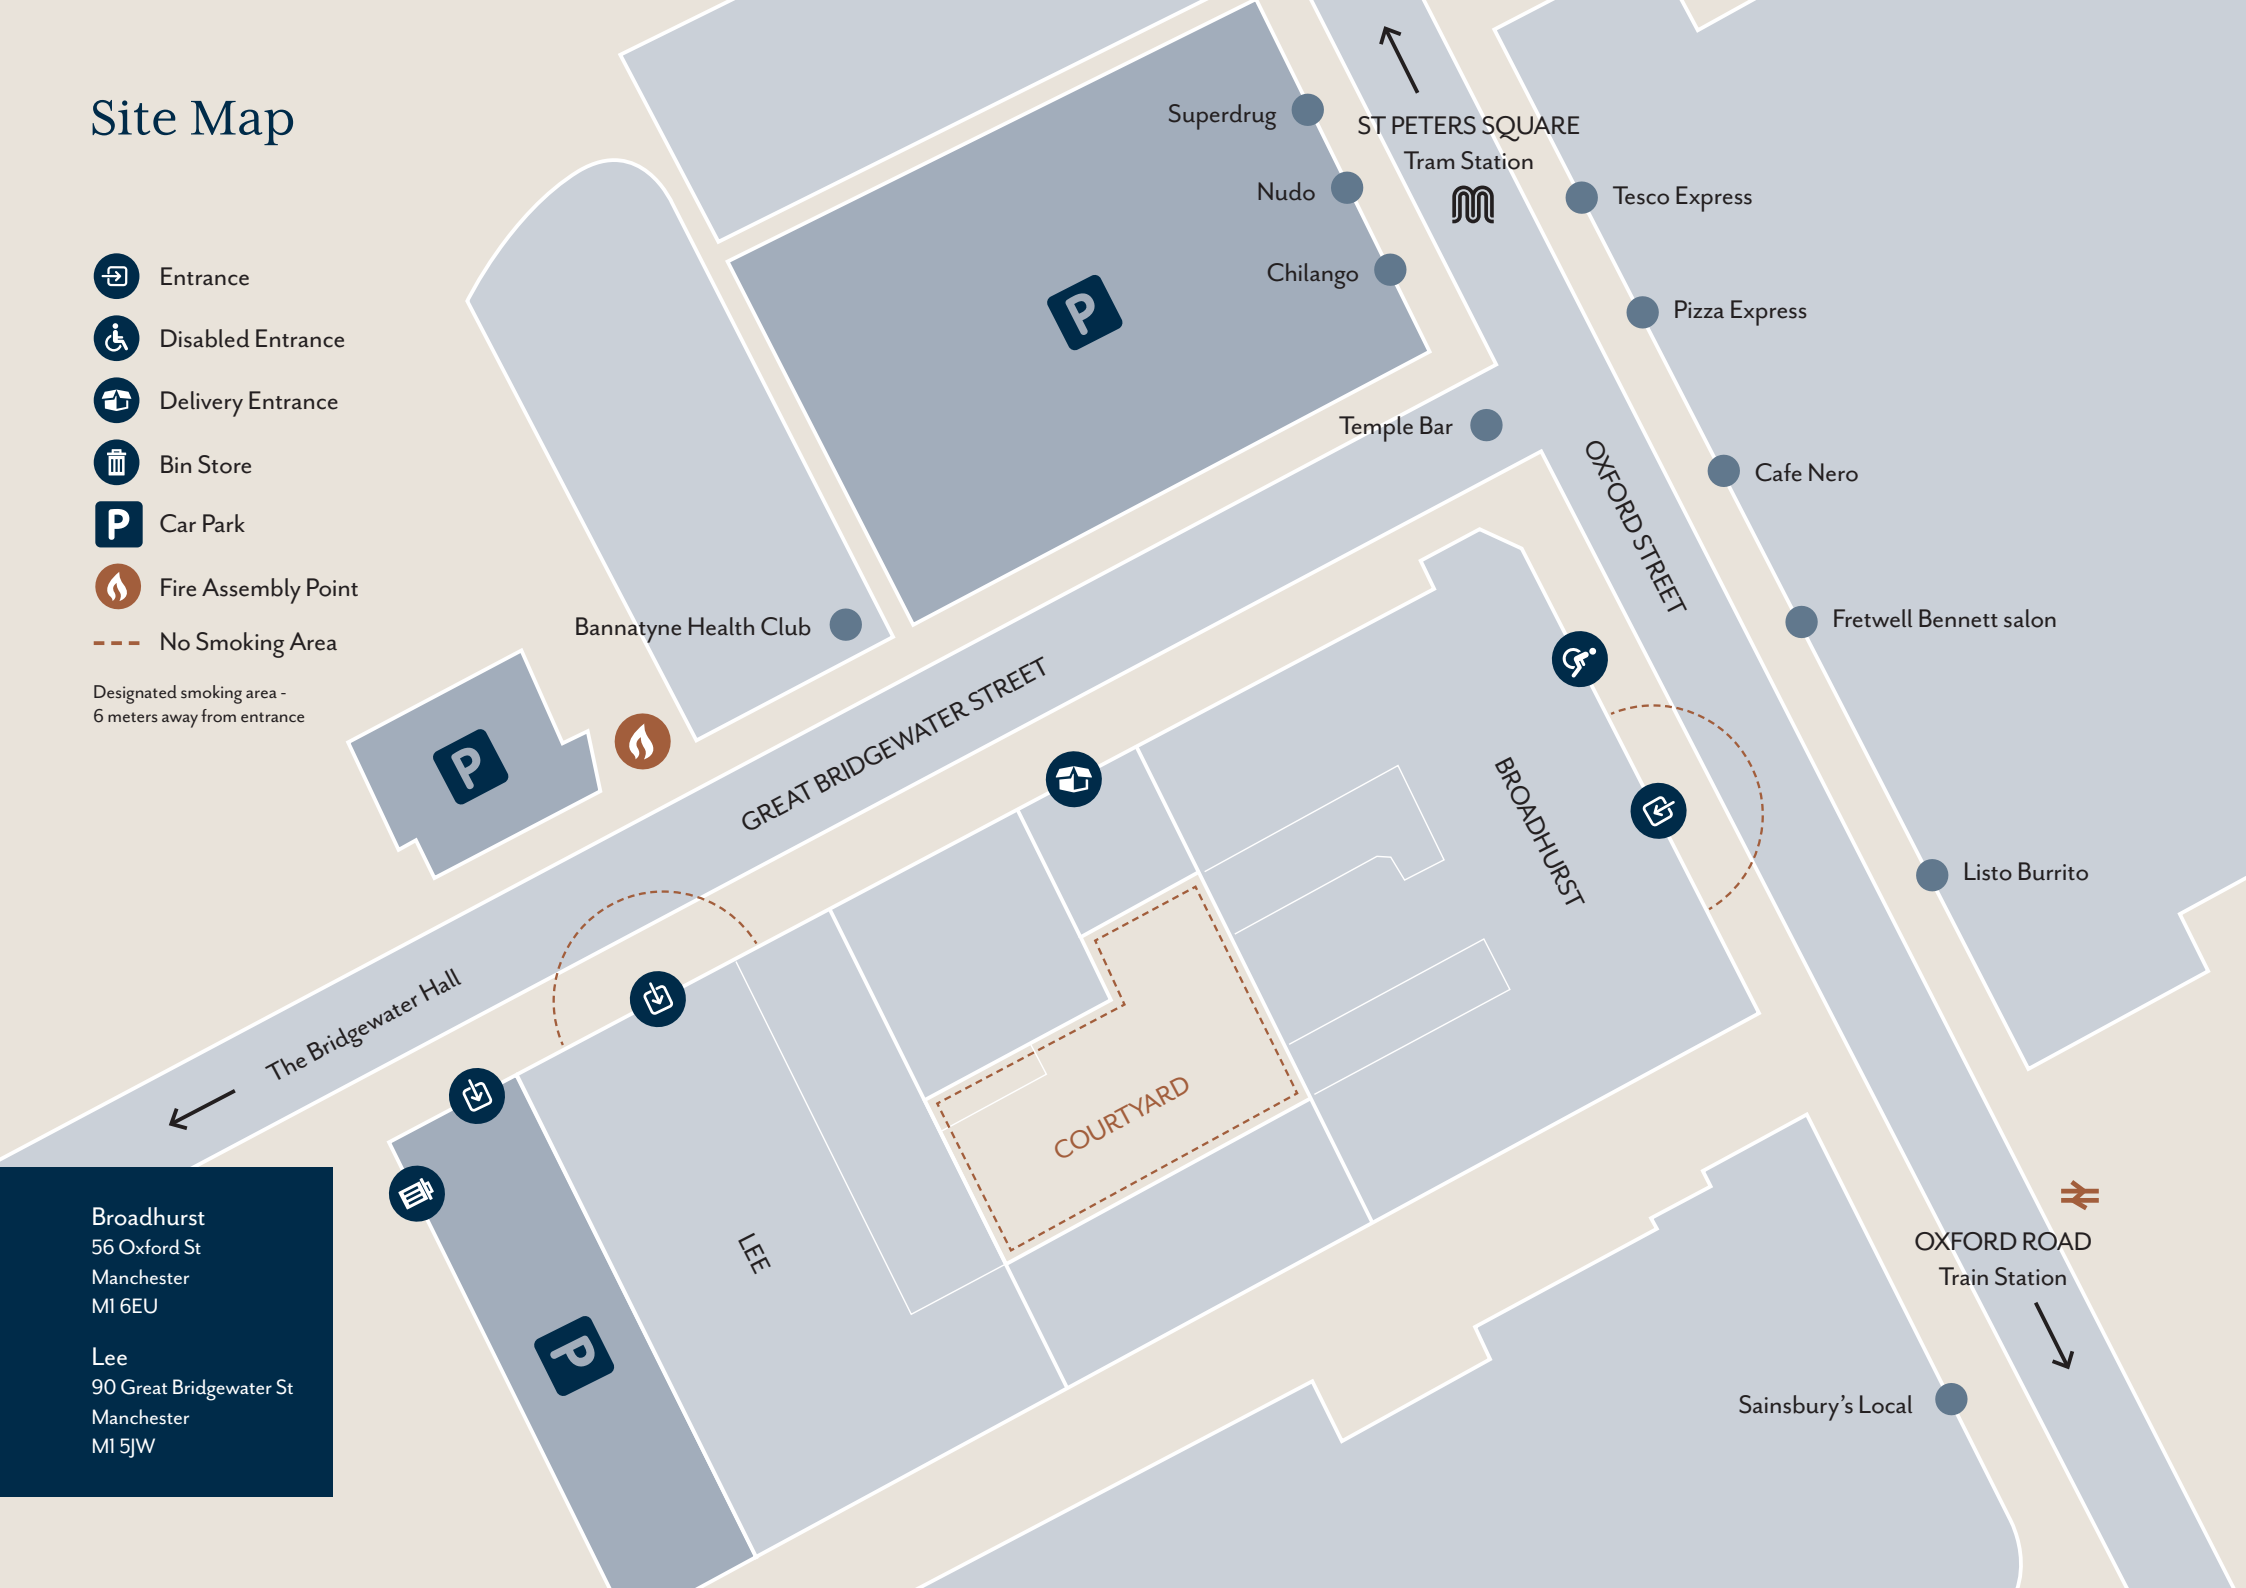 Site Map
Entrance
Disabled Entrance
Delivery Entrance
Bin Store
P
Car Park
Fire Assembly Point
No Smoking Area
Designated smoking area -
6 meters away from entrance
Superdrug
Nudo
Chilango
P
ST PETERS SQUARE
Tram Station
Tesco Express
Pizza Express
Temple Bar
Cafe Nero
OXFORD STREET
Fretwell Bennett salon
Bannatyne Health Club
P
GREAT BRIDGEWATER STREET
BROADHURST
Listo Burrito
The Bridgewater Hall
COURTYARD
LEE
P
OXFORD ROAD
Train Station
Sainsbury’s Local
Broadhurst
56 Oxford St
Manchester
M1 6EU
Lee
90 Great Bridgewater St
Manchester
M1 5JW